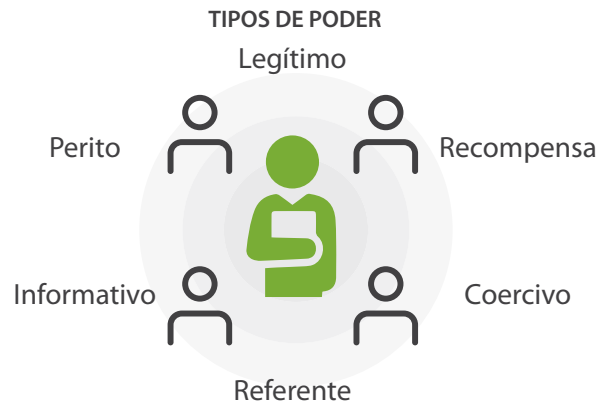 TIPOS DE PODER
Legítimo
Perito
Recompensa
Informativo
Coercivo
Referente